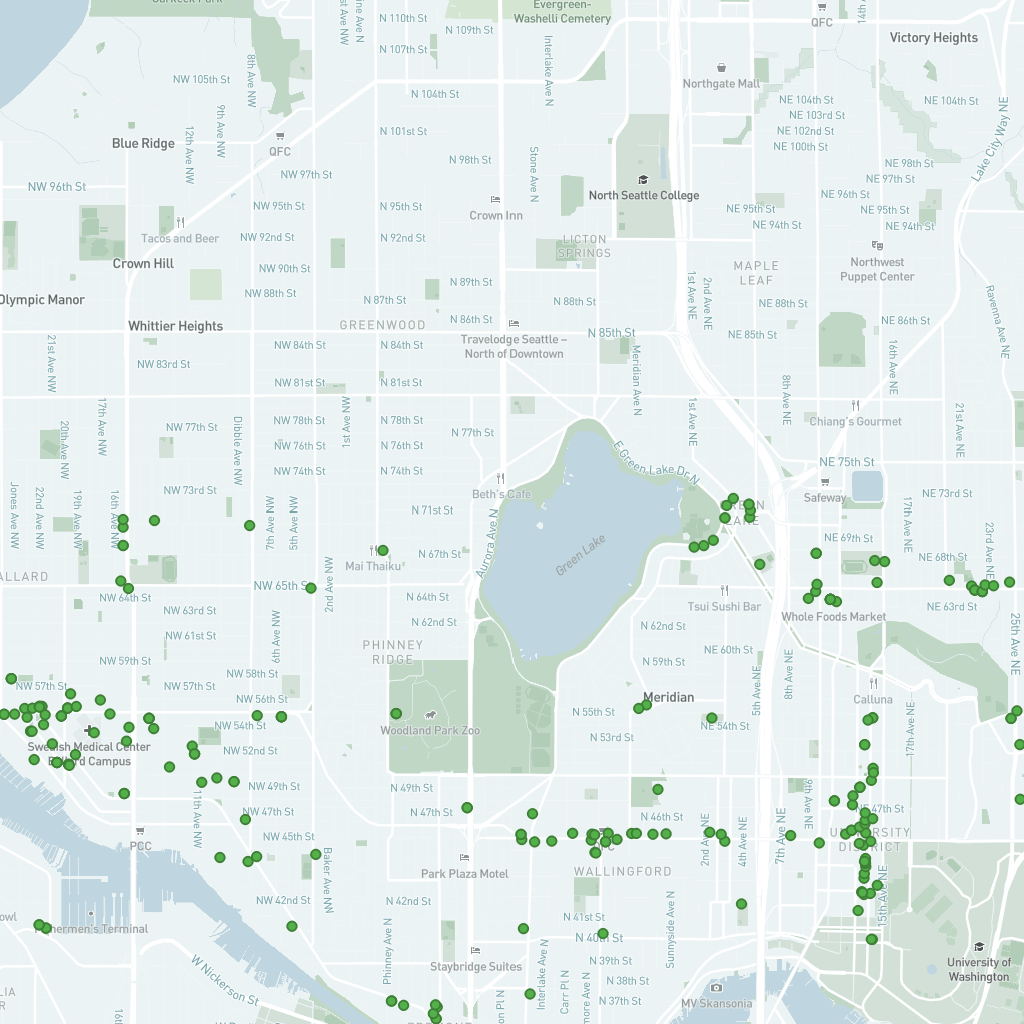 Carkeek Park
N 110th St
Evergreen-
Washelli Cemetery
QFC
14th
N 109th St
N 107th St
Victory Heights
NW 105th St
8th Ave NW
Interlake Ave N
Northgate Mall
N 104th St
NE 104th St
NE 104th St
NE 103rd St
Lake City Way NE
9th Ave NW
NE 102nd St
N 101st St
Blue Ridge
12th Ave NW
QFC
NE 100th St
N 98th St
Stone Ave N
NE 98th St
NW 97th St
NE 97th St
NW 96th St
North Seattle College
NE 96th St
NW 95th St
N 95th St
Crown Inn
NE 95th St
NE 95th St
NE 94th St
NE 94th St
Tacos and Beer
NW 92nd St
N 92nd St
LICTON
SPRINGS
Northwest
Puppet Center
Crown Hill
NW 90th St
MAPLE
LEAF
N 89th St
1st Ave NE
2nd Ave NE
Olympic Manor
NW 88th St
N 87th St
N 88th St
NE 88th St
Ravenna Ave NE
Whittier Heights
GREENWOOD
N 86th St
N 85th St
NE 86th St
NE 85th St
21st Ave NW
NW 84th St
N 84th St
Travelodge Seattle –
North of Downtown
Meridian Ave N
16th Ave NE
NW 83rd St
NW 81st St
N 81st St
8th Ave NE
17th Ave NW
20th Ave NW
Dibble Ave NW
1st Ave NW
1st Ave NE
21st Ave NE
NW 78th St
N 78th St
Chiang's Gourmet
NW 77th St
N 77th St
NW 76th St
N 76th St
E Green Lake Dr N
NW 74th St
N 74th St
NE 75th St
Jones Ave NW
22nd Ave NW
19th Ave NW
16th Ave NW
NW 73rd St
Beth's Cafe
Safeway
NE 73rd St
7th Ave NW
5th Ave NW
N 71st St
LAKE
17th Ave NE
23rd Ave NE
Aurora Ave N
Green Lake
NE 69th St
N 67th St
Mai Thaiku
NE 68th St
2nd Ave NW
NW 65th St
NW 64th St
N 64th St
Tsui Sushi Bar
NW 63rd St
NE 63rd St
Whole Foods Market
6th Ave NW
N 62nd St
N 62nd St
25th Ave NE
NW 61st St
PHINNEY
RIDGE
NE 60th St
NW 59th St
N 59th St
5th Ave NE
8th Ave NE
NW 58th St
NW 57th St
NW 57th St
Calluna
NW 56th St
Meridian
N 55th St
17th Ave NE
NW 54th St
Woodland Park Zoo
NE 54th St
N 53rd St
Swedish Medical Center
NW 52nd St
NW 49th St
N 49th St
9th Ave NE
11th Ave NW
NW 47th St
N 47th St
N 46th St
NE 47th St
2nd Ave NE
4th Ave NE
7th Ave NE
UNIVERSITY
DISTRICT
PCC
NW 45th St
Baker Ave NW
Park Plaza Motel
WALLINGFORD
15th Ave NE
NW 42nd St
N 42nd St
N 41st St
Phinney Ave N
Sunnyside Ave N
Fishermen's Terminal
N 40th St
Interlake Ave N
University of
Washington
Staybridge Suites
N 39th St
Carr Pl N
N 38th St
W Nickerson St
N 37th St
MV Skansonia